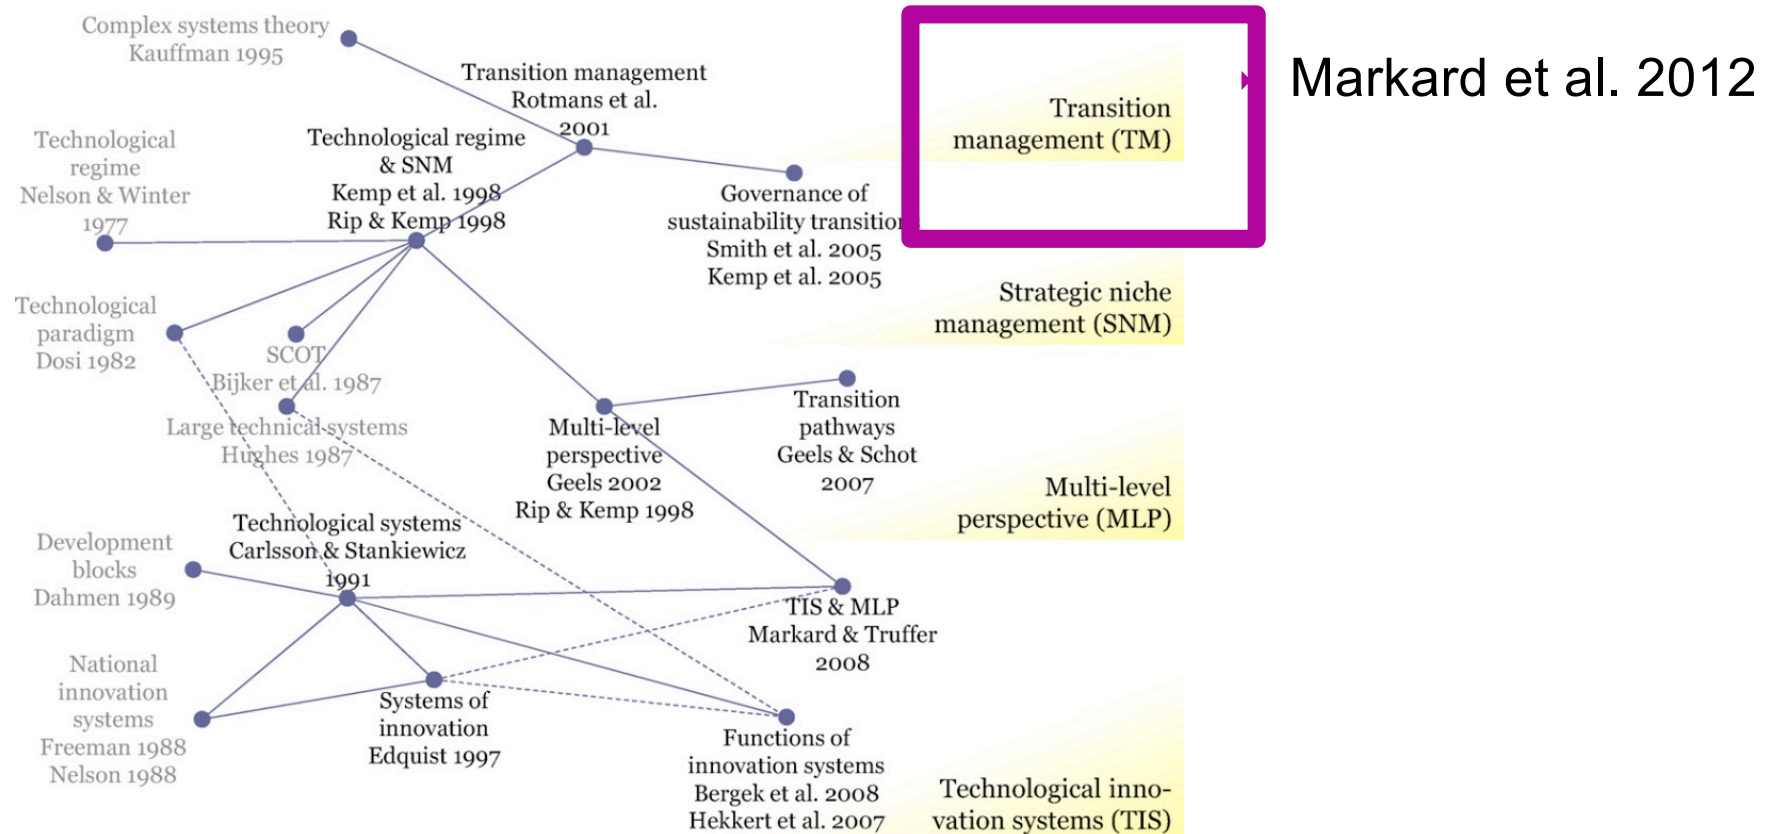 Complex systems theory
Kauffman 1995
Transition management
Rotmans et al.
2001
Technological
regime
Nelson & Winter
1977
Technological regime
& SNM
Kemp et al. 1998
Rip & Kemp 1998
Governance of
sustainability transition
Smith et al. 2005
Kemp et al. 2005
Transition
management (TM)
Markard et al. 2012
Strategic niche
management (SNM)
Technological
paradigm
Dosi 1982
SCOT
Bijker et al. 1987
Large technical systems
Hughes 1987
Multi-level
perspective
Geels 2002
Rip & Kemp 1998
Transition
pathways
Geels & Schot
2007
Multi-level
perspective (MLP)
Development
blocks
Dahmen 1989
Technological systems
Carlsson & Stankiewicz
1991
TIS & MLP
Markard & Truffer
2008
National
innovation
systems
Freeman 1988
Nelson 1988
Systems of
innovation
Edquist 1997
Functions of
innovation systems
Bergek et al. 2008
Hekkert et al. 2007
Technological inno-
vation systems (TIS)